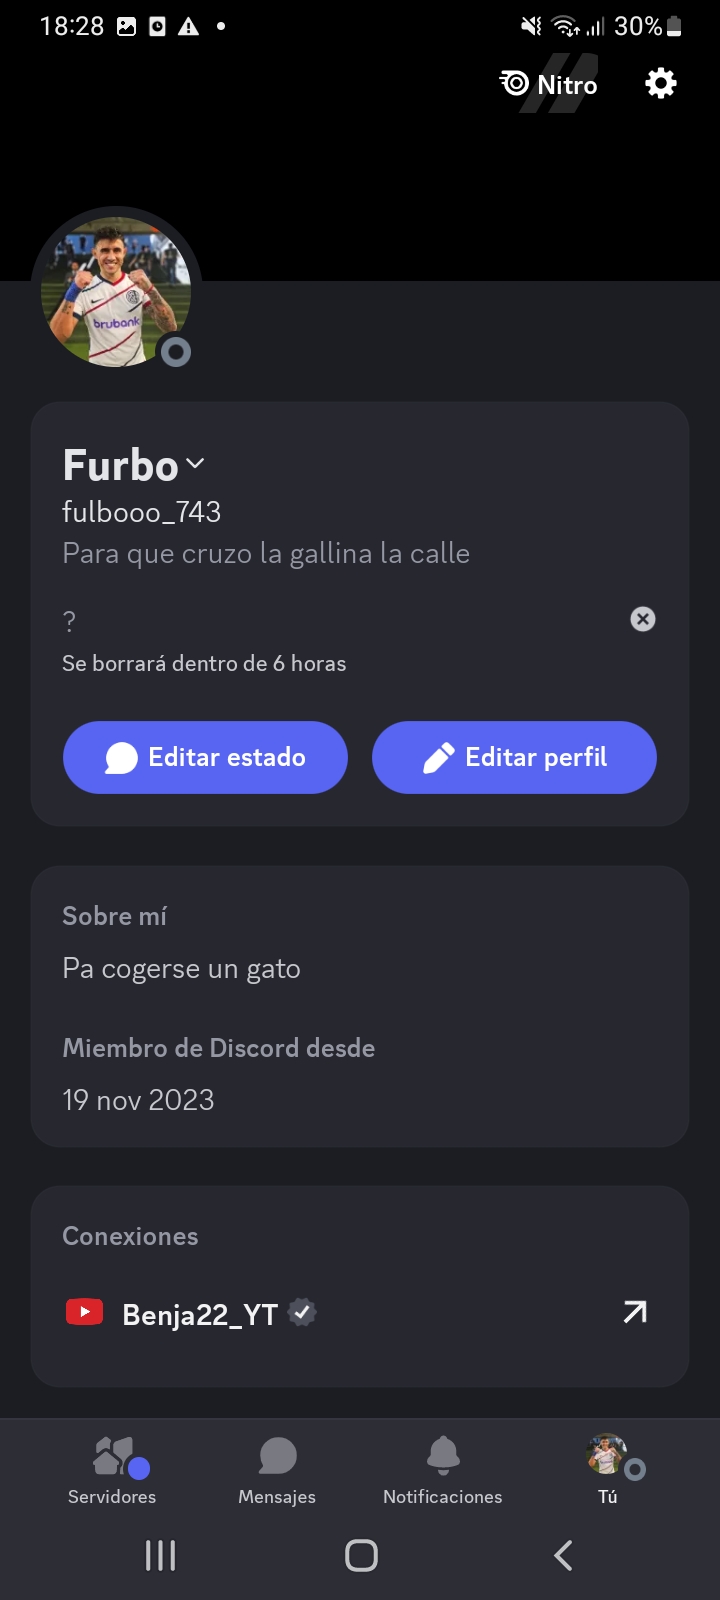 18:28
30%
Nitro
brubank
Furbo
fulbooo_743
Para que cruzo la gallina la calle
?
Se borrará dentro de 6 horas
Editar estado
Editar perfil
Sobre mí
Pa cogerse un gato
Miembro de Discord desde
19 nov 2023
Conexiones
Benja22_YT
Servidores
Mensajes
Notificaciones
Tú